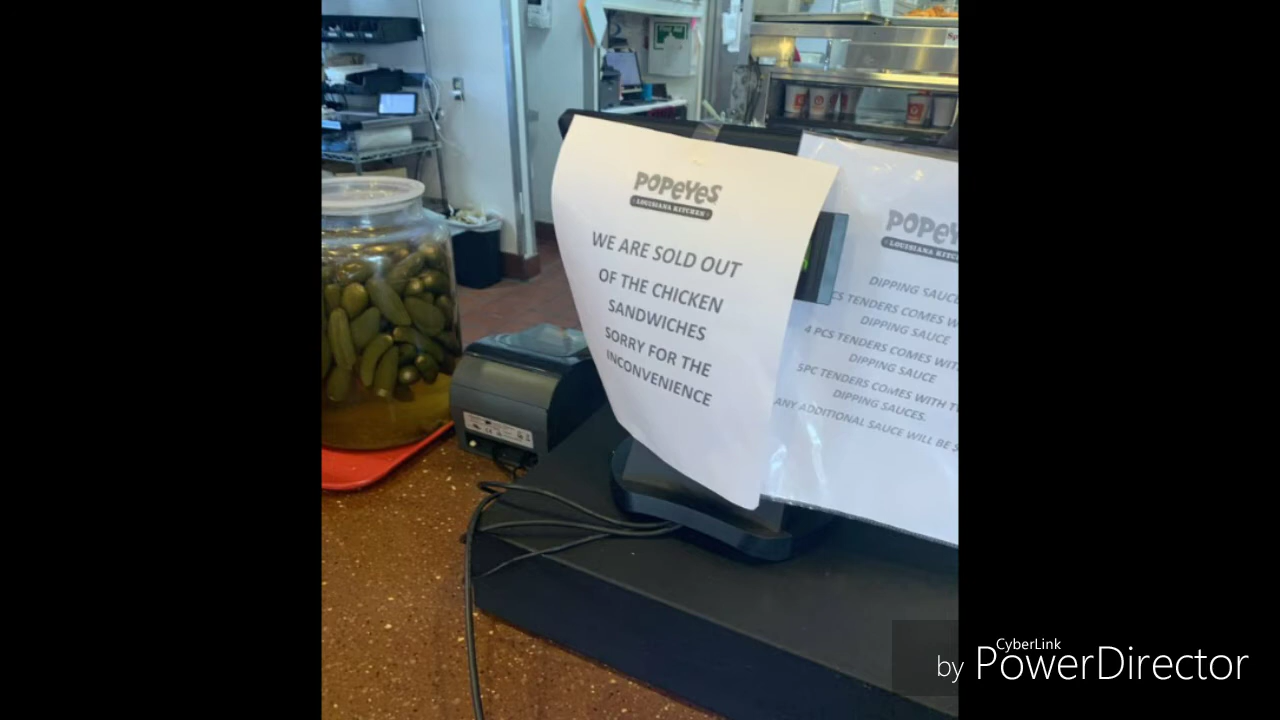 POPEYES
LOUISIANA KITCHEN
WE ARE SOLD OUT
OF THE CHICKEN
SANDWICHES
SORRY FOR THE
INCONVENIENCE
LOUISIANA
DIPPING SAUCE
TENDERS COMES
DIPPING SAUCE
4 PCS TENDERS COMES
DIPPING SAUCE
5PC TENDERS COMES WITH
DIPPING SAUCES.
ANY ADDITIONAL SAUCE WILL BE
CyberLink
by PowerDirector